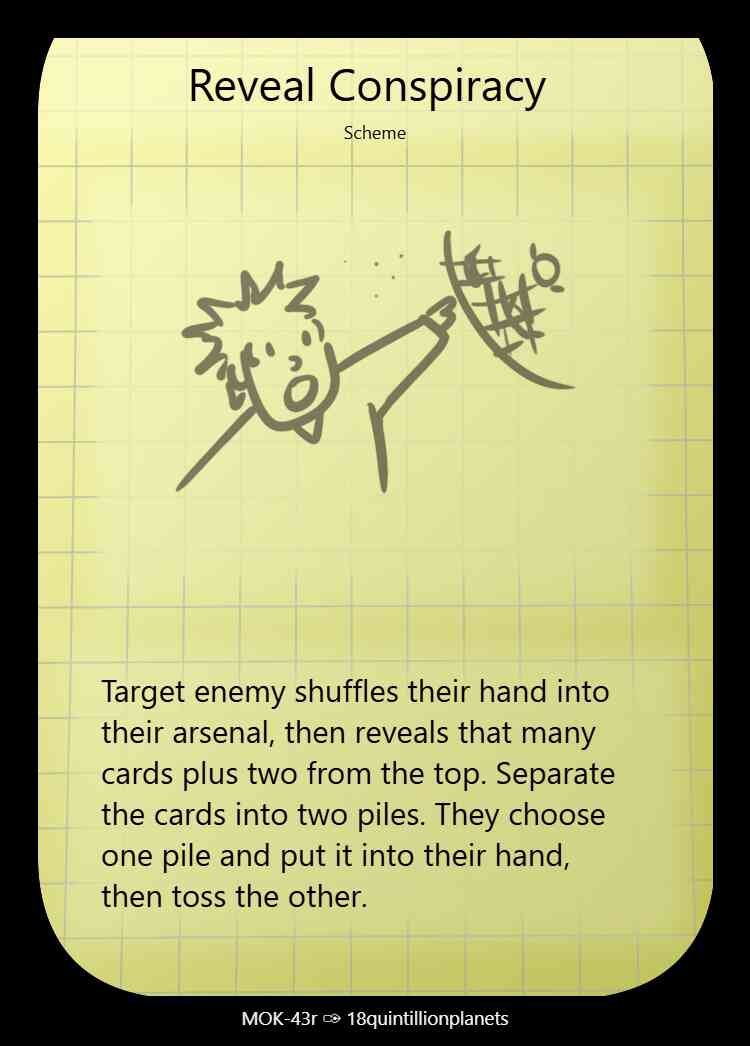 Reveal Conspiracy
Scheme
Target enemy shuffles their hand into
their arsenal, then reveals that many
cards plus two from the top. Separate
the cards into two piles. They choose
one pile and put it into their hand,
then toss the other.
MOK-43r ✑ 18quintillionplanets